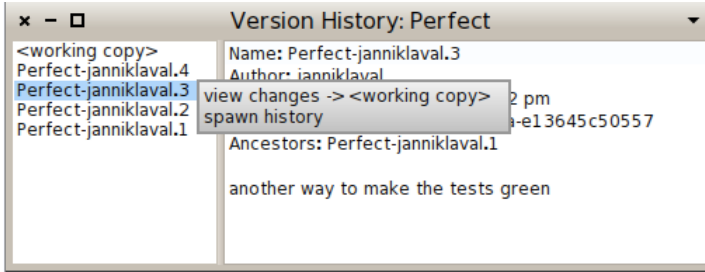 Version History: Perfect
<working copy>
Perfect-janniklaval.4
Perfect-janniklaval.3
Perfect-janniklaval.2
Perfect-janniklaval.1
Name: Perfect-janniklaval.3
Author: janniklaval
view changes -> <working copy>
spawn history
2 pm
-e13645c50557
Ancestors: Perfect-janniklaval.1
another way to make the tests green